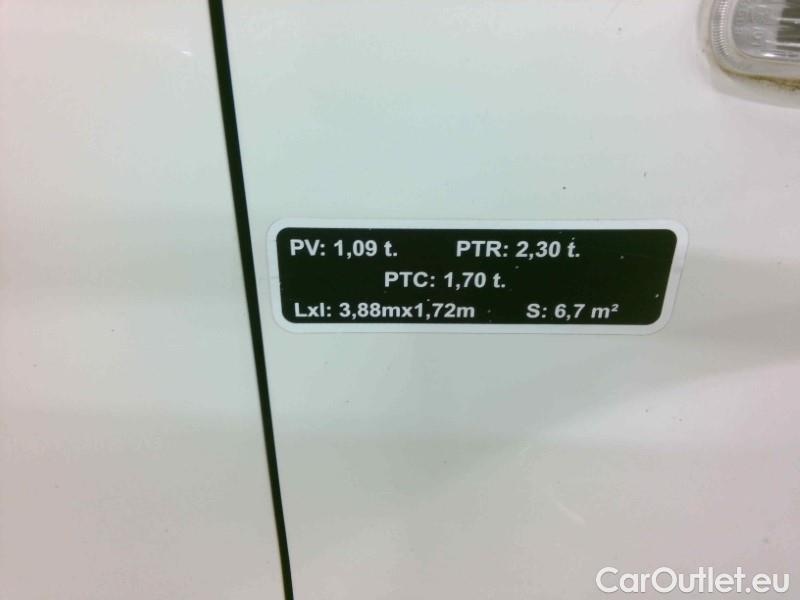 PV: 1,09 t. PTR: 2,30 t.
PTC: 1,70 t.
Lxl: 3,88mx1,72m S: 6,7 m²
CarOutlet.eu